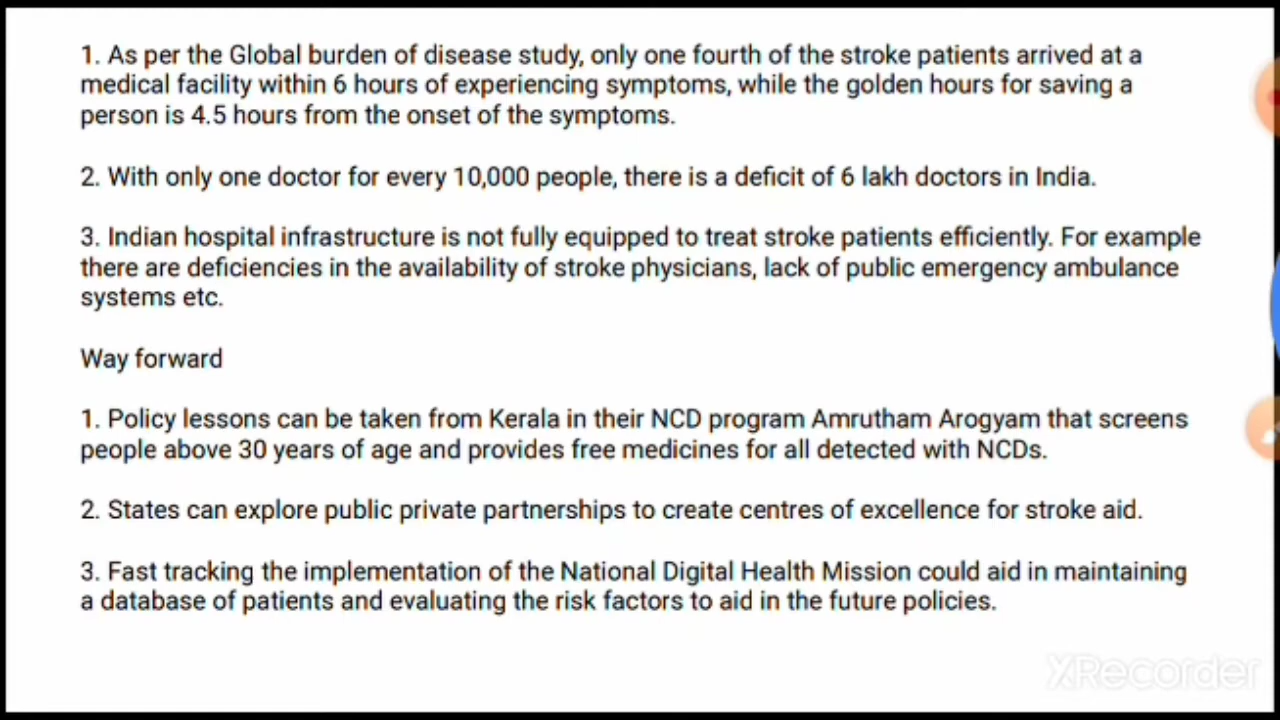 1. As per the Global burden of disease study, only one fourth of the stroke patients arrived at a
medical facility within 6 hours of experiencing symptoms, while the golden hours for saving a
person is 4.5 hours from the onset of the symptoms.
2. With only one doctor for every 10,000 people, there is a deficit of 6 lakh doctors in India.
3. Indian hospital infrastructure is not fully equipped to treat stroke patients efficiently. For example
there are deficiencies in the availability of stroke physicians, lack of public emergency ambulance
systems etc.
Way forward
1. Policy lessons can be taken from Kerala in their NCD program Amrutham Arogyam that screens
people above 30 years of age and provides free medicines for all detected with NCDs.
2. States can explore public private partnerships to create centres of excellence for stroke aid.
3. Fast tracking the implementation of the National Digital Health Mission could aid in maintaining
a database of patients and evaluating the risk factors to aid in the future policies.
XRecorder